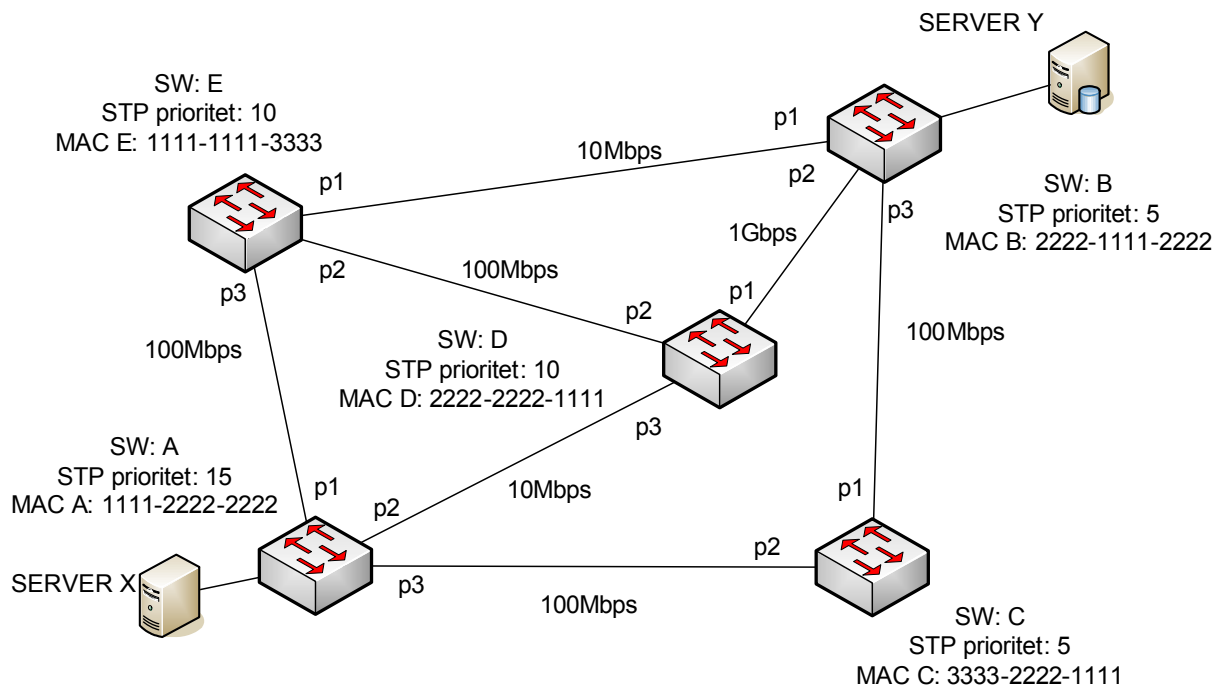 SERVER Y
SW: E
STP prioritet: 10
MAC E: 1111-1111-3333
p1
10Mbps
p1
p2
SW: B
STP prioritet: 5
MAC B: 2222-1111-2222
p3
1Gbps
p2
100Mbps
p3
p1
p2
100Mbps
100Mbps
SW: D
STP prioritet: 10
MAC D: 2222-2222-1111
p3
SW: A
STP prioritet: 15
MAC A: 1111-2222-2222
p1
p2
10Mbps
p1
p2
SERVER X
p3
100Mbps
SW: C
STP prioritet: 5
MAC C: 3333-2222-1111